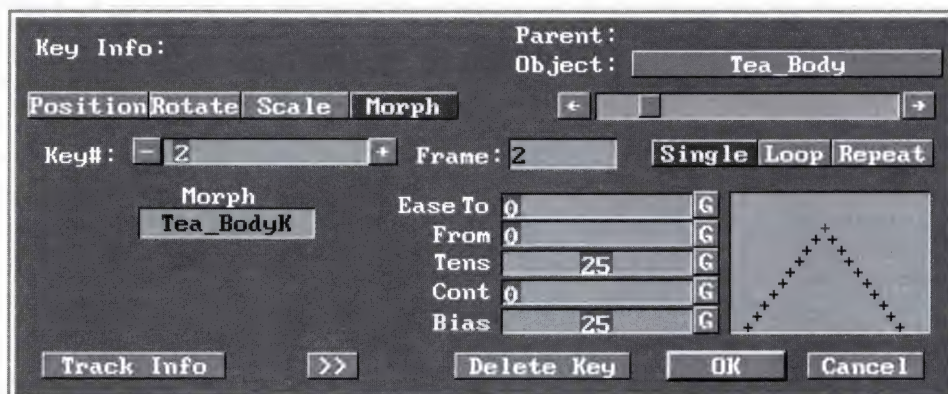 Key Info:
Parent:
Object: Tea_Body
Position Rotate Scale Morph
Key#: - 2 + Frame: 2 Single Loop Repeat
Morph
Tea_BodyK
Ease To 0 G
From 0 G
Tens 25 G
Cont 0 G
Bias 25 G
Track Info >> Delete Key OK Cancel